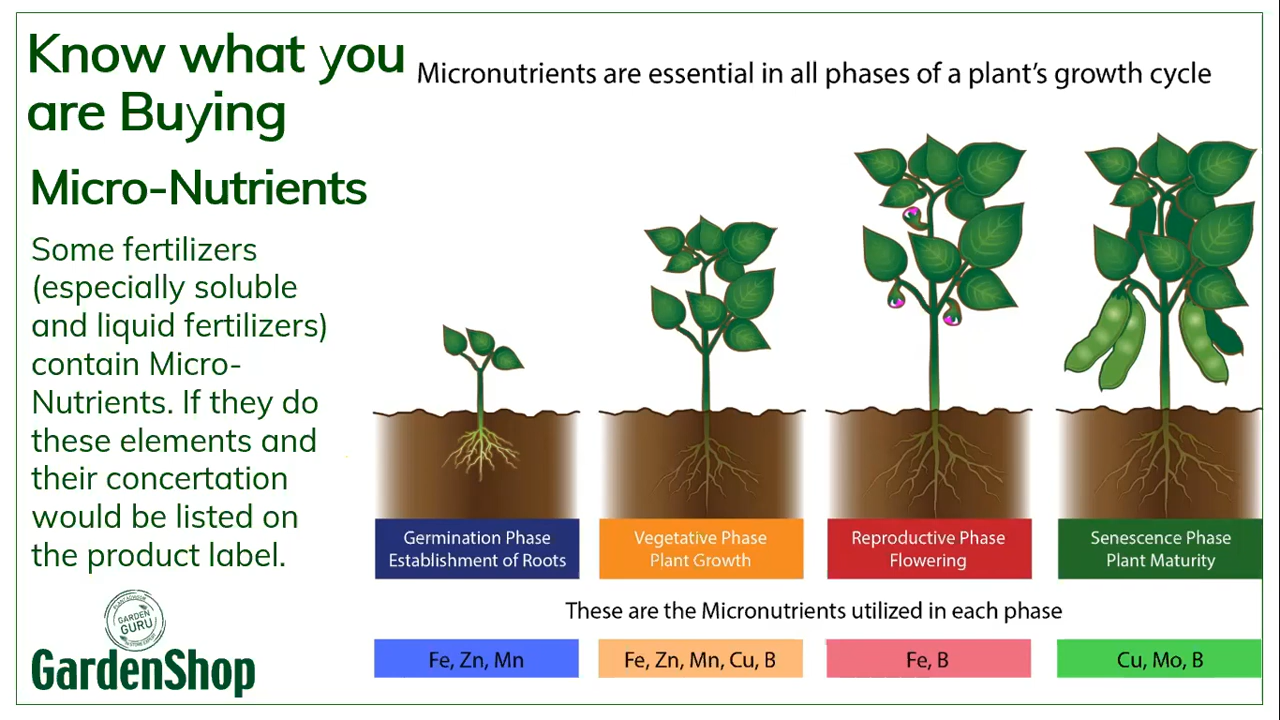 Know what you
are Buying
Micro-Nutrients
Some fertilizers
(especially soluble
and liquid fertilizers)
contain Micro-
Nutrients. If they do
these elements and
their concertation
would be listed on
the product label.
GARDEN
GURU
GardenShop
Micronutrients are essential in all phases of a plant's growth cycle
Germination Phase
Establishment of Roots
Vegetative Phase
Plant Growth
Reproductive Phase
Flowering
Senescence Phase
Plant Maturity
These are the Micronutrients utilized in each phase
Fe, Zn, Mn
Fe, Zn, Mn, Cu, B
Fe, B
Cu, Mo, B